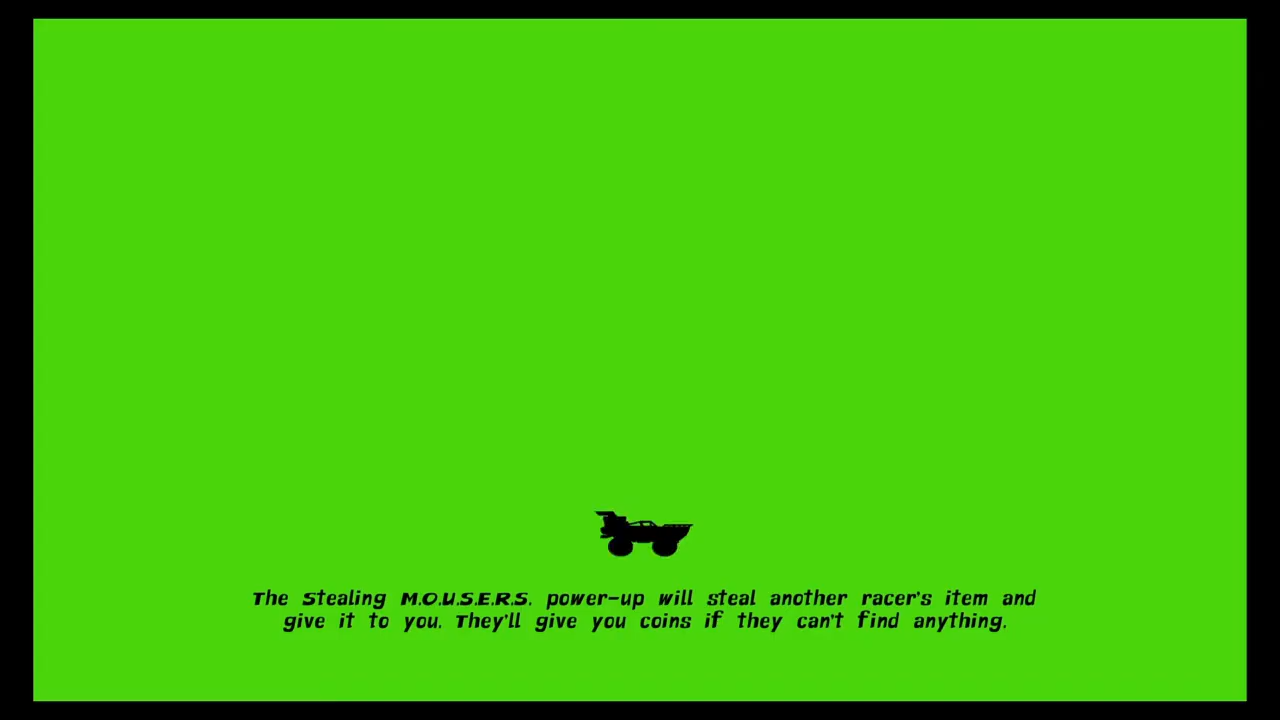 The Stealing M.O.U.S.E.R.S. power-up will steal another racer's item and
give it to you. They'll give you coins if they can't find anything.